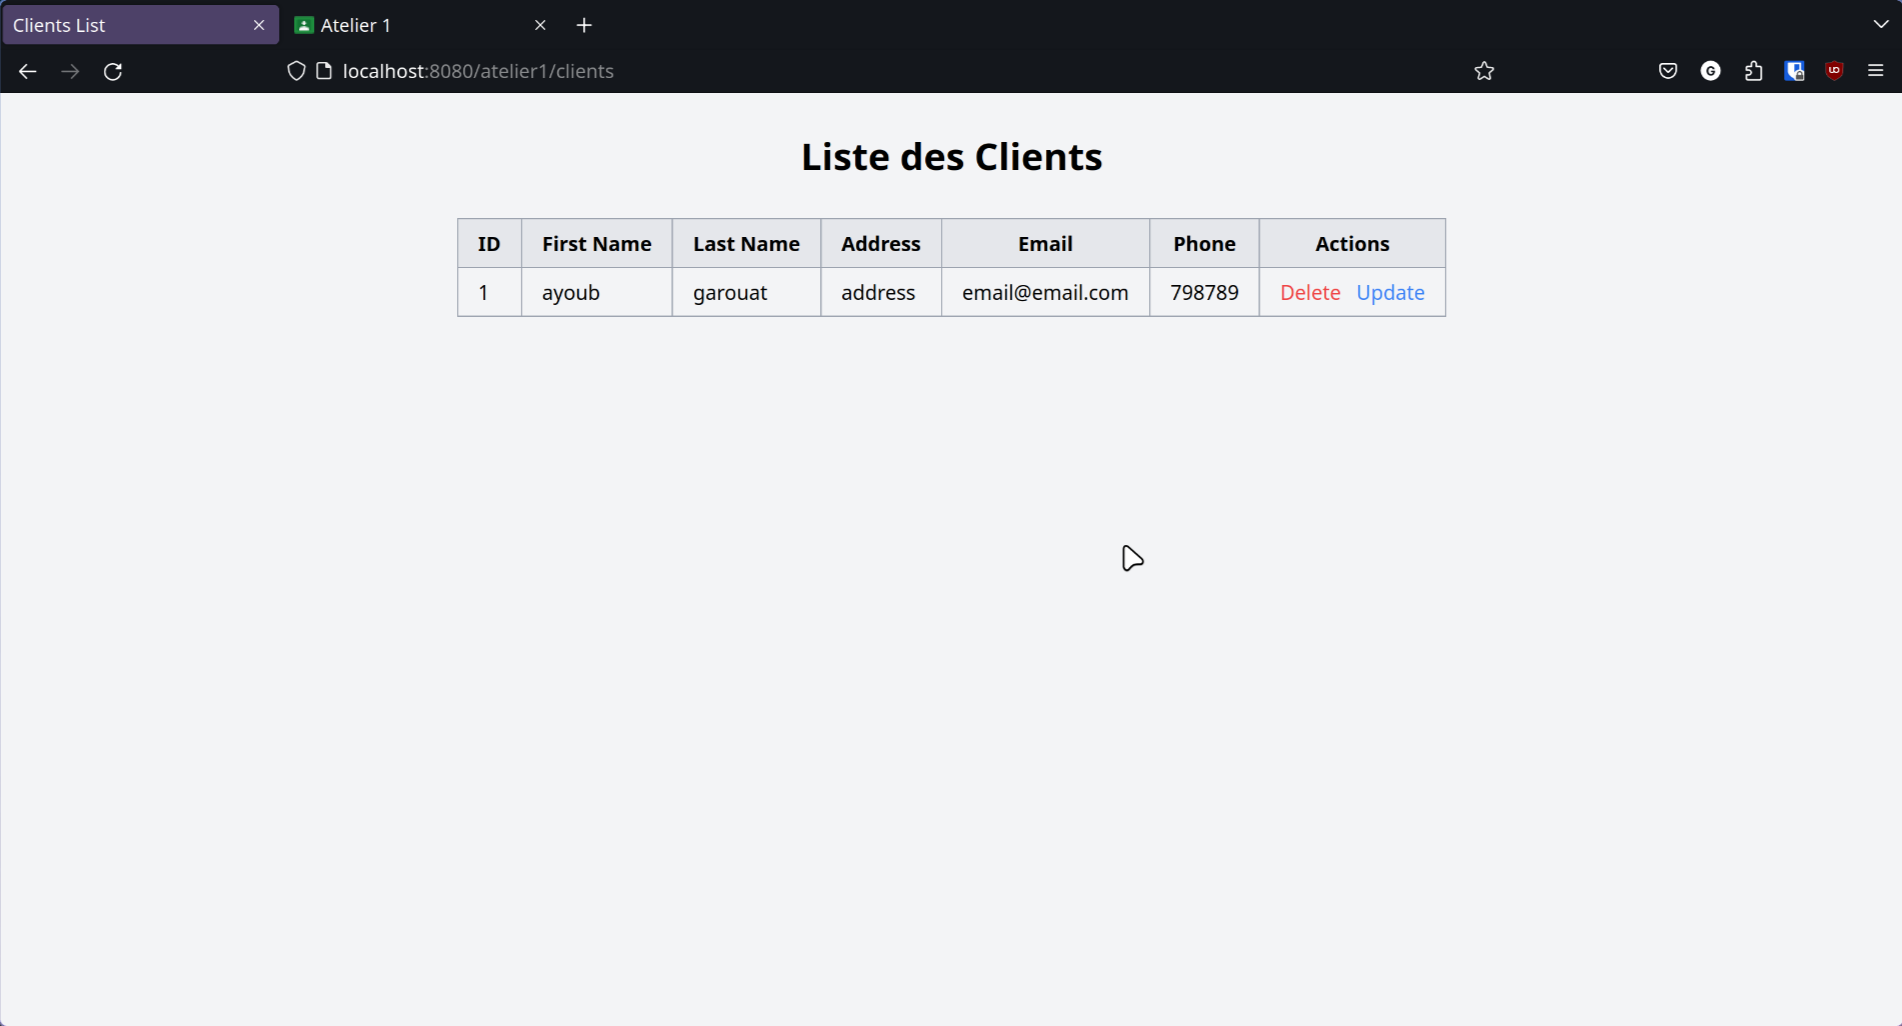 Clients List
Atelier 1
localhost:8080/atelier1/clients
G
Liste des Clients
ID First Name Last Name Address Email Phone Actions
1 ayoub garouat address email@email.com 798789 Delete Update